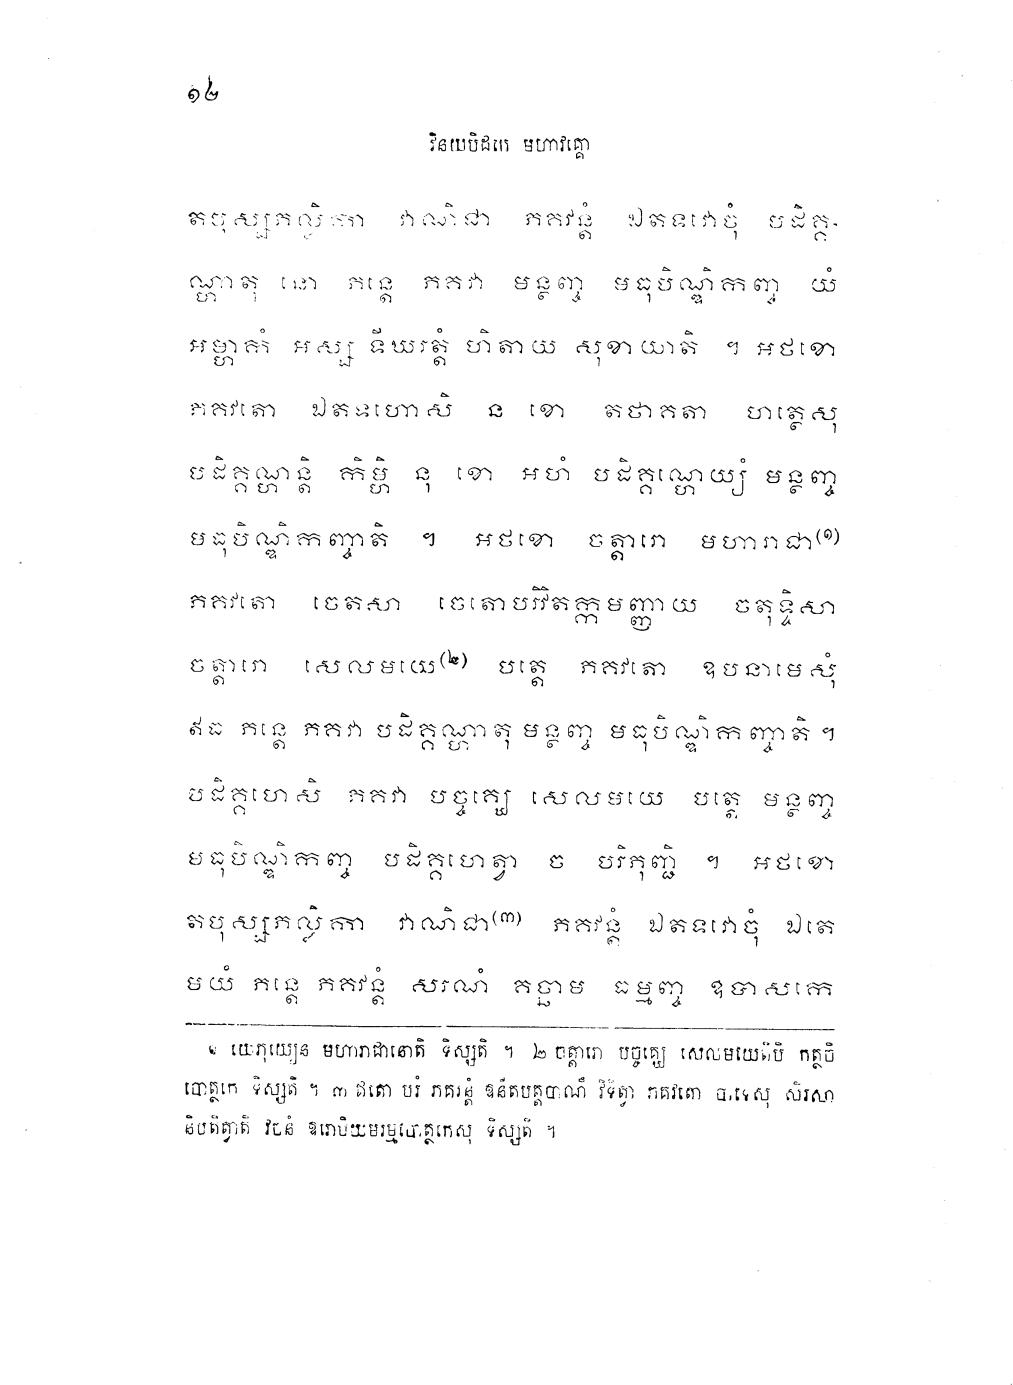 ១២
វិនយបិដកេ មហាវគ្គោ
តបុស្សភល្លិកា វាណិជា ភគវន្តំ ឯតទវោចុំ បដិគ្គ-
ណ្ហាតុ នោ ភន្តេ ភគវា មន្ថញ្ច មធុបិណ្ឌិកញ្ច យំ
អម្ហាកំ អស្ស ទីឃរត្តំ ហិតាយ សុខាយាតិ ។ អថខោ
ភគវតោ ឯតទហោសិ ន ខោ តថាគតា ហត្ថេសុ
បដិគ្គណ្ហន្តិ កិម្ហិ នុ ខោ អហំ បដិគ្គណ្ហេយ្យំ មន្ថញ្ច
មធុបិណ្ឌិកញ្ចាតិ ។ អថខោ ចត្តារោ មហារាជា(១)
ភគវតោ ចេតសា ចេតោបរិវិតក្កមញ្ញាយ ចតុទ្ទិសា
ចត្តារោ សេលមយេ(២) បត្តេ ភគវតោ ឧបនាមេសុំ
ឥធ ភន្តេ ភគវា បដិគ្គណ្ហាតុ មន្ថញ្ច មធុបិណ្ឌិកញ្ចាតិ ។
បដិគ្គហេសិ ភគវា បច្ចគ្ឃេ សេលមយេ បត្តេ មន្ថញ្ច
មធុបិណ្ឌិកញ្ច បដិគ្គហេត្វា ច បរិភុញ្ជិ ។ អថខោ
តបុស្សភល្លិកា វាណិជា(៣) ភគវន្តំ ឯតទវោចុំ ឯតេ
មយំ ភន្តេ ភគវន្តំ សរណំ គច្ឆាម ធម្មញ្ច ឧបាសកេ
១ យេភុយ្យេន មហារាជានោតិ ទិស្សតិ ។ ២ ចត្តារោ បច្ចគ្ឃេ សេលមយេតិបិ កត្ថចិ
បោត្ថកេ ទិស្សតិ ។ ៣ ឥតោ បរំ ភគវន្តំ ឱនីតបត្តបាណឹ វិទិត្វា ភគវតោ បាទេសុ សិរសា
និបតិត្វាតិ វចនំ ឱរោបិយមរម្មបោត្ថកេសុ ទិស្សតិ ។